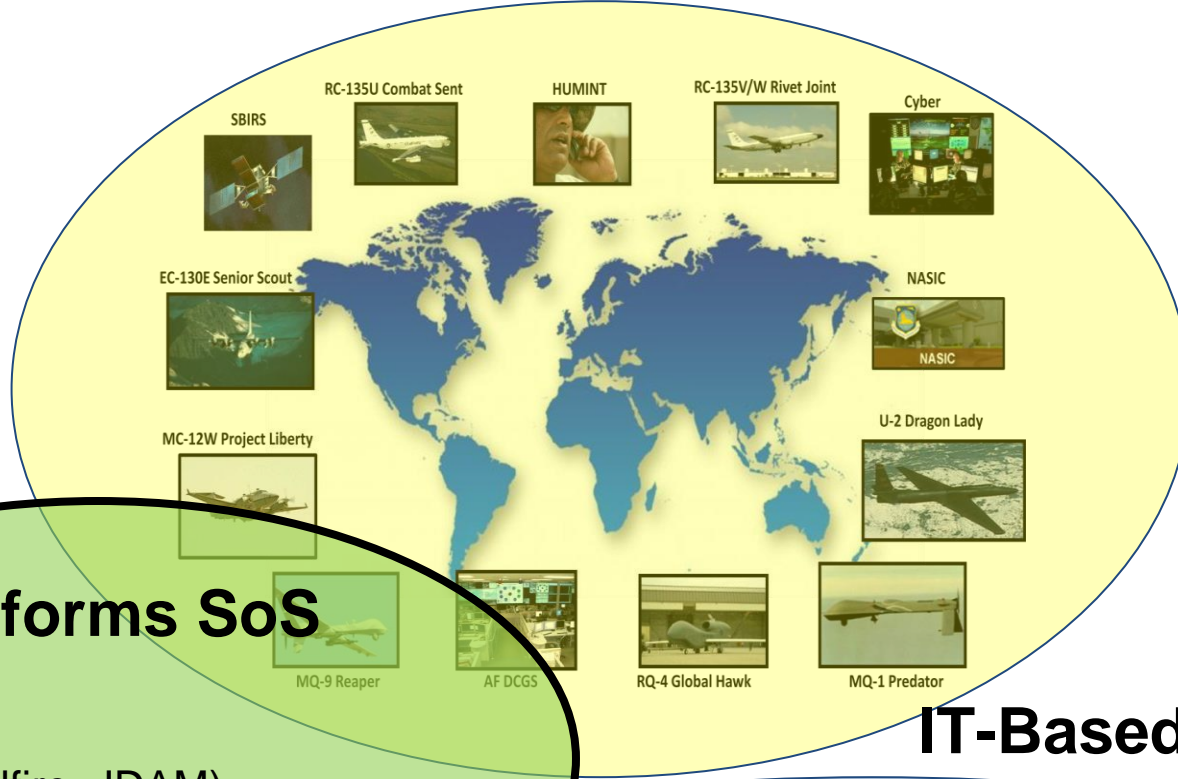 RC-135U Combat Sent
HUMINT
RC-135V/W Rivet Joint
SBIRS
Cyber
EC-130E Senior Scout
NASIC
NASIC
MC-12W Project Liberty
U-2 Dragon Lady
forms SoS
MQ-9 Reaper
AF DCGS
RQ-4 Global Hawk
MQ-1 Predator
IT-Based
JDAM)